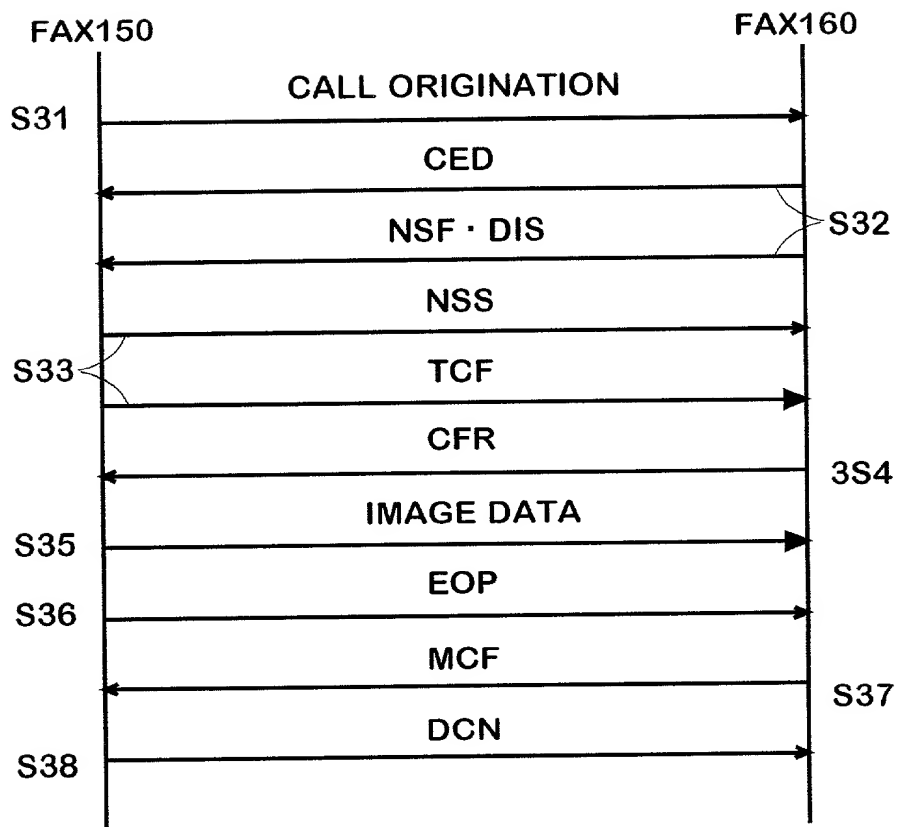 FAX150
FAX160
CALL ORIGINATION
S31
CED
S32
NSF · DIS
NSS
S33
TCF
CFR
3S4
IMAGE DATA
S35
EOP
S36
MCF
S37
DCN
S38